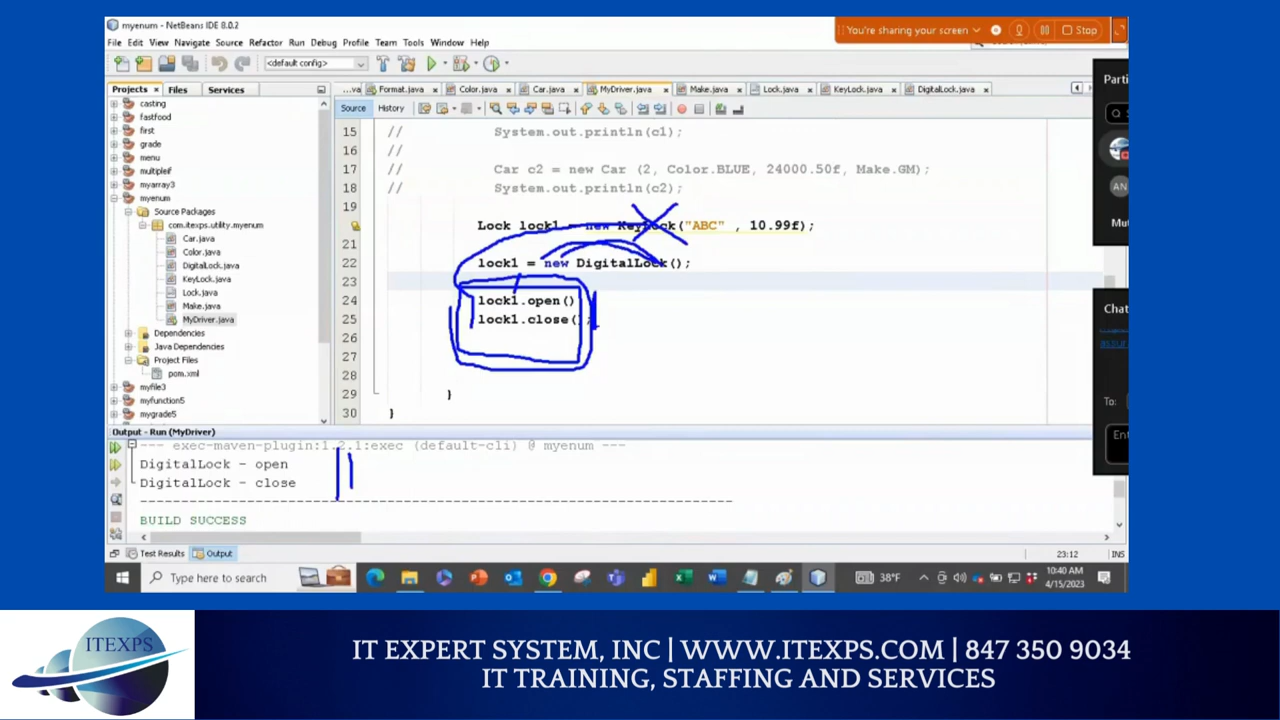 myenum - NetBeans IDE 8.0.2
You're sharing your screen
Stop
File Edit View Navigate Source Refactor Run Debug Profile Team Tools Window Help
<default config>
Projects Files Services
...va Format.java Color.java Car.java MyDriver.java Make.java Lock.java KeyLock.java DigitalLock.java
Source History
casting
fastfood
first
grade
menu
multipleif
myarray3
myenum
Source Packages
com.itexps.utility.myenum
Car.java
Color.java
DigitalLock.java
KeyLock.java
Lock.java
Make.java
MyDriver.java
Dependencies
Java Dependencies
Project Files
pom.xml
myfile3
myfunction5
mygrade5
15 // System.out.println(c1);
16 //
17 // Car c2 = new Car (2, Color.BLUE, 24000.50f, Make.GM);
18 // System.out.println(c2);
19
Lock lock1 = new KeyLock("ABC" , 10.99f);
21
22 lock1 = new DigitalLock();
23
24 lock1.open()
25 lock1.close();
26
27
28
29 }
30 }
Parti
AN
Mut
Chat
To:
Ent
Output - Run (MyDriver)
--- exec-maven-plugin:1.2.1:exec (default-cli) @ myenum ---
DigitalLock - open
DigitalLock - close
------------------------------------------------------------------------
BUILD SUCCESS
Test Results Output
23:12 INS
Type here to search
38°F
10:40 AM
4/15/2023
ITEXPS
IT EXPERT SYSTEM, INC | WWW.ITEXPS.COM | 847 350 9034
IT TRAINING, STAFFING AND SERVICES